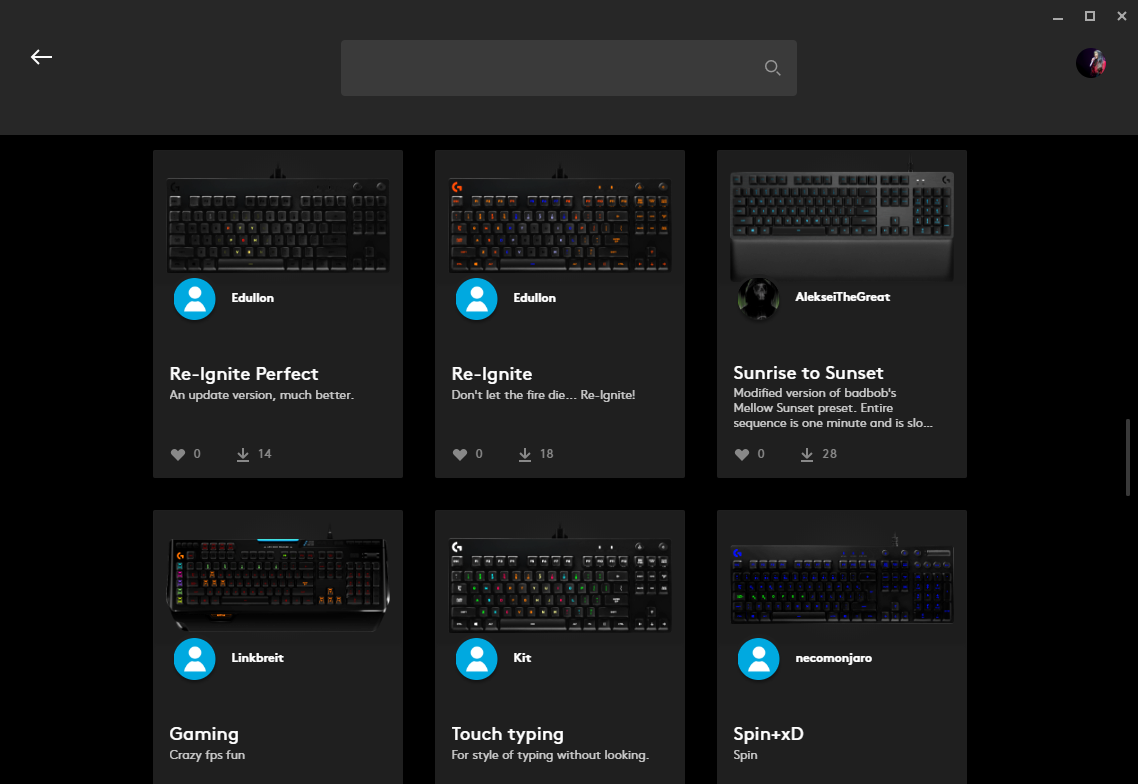 Edullon
Edullon
AlekseiTheGreat
Re-Ignite Perfect
An update version, much better.
Re-Ignite
Don't let the fire die... Re-Ignite!
Sunrise to Sunset
Modified version of badbob's
Mellow Sunset preset. Entire
sequence is one minute and is slo...
0 14
0 18
0 28
Linkbreit
Kit
necomonjaro
Gaming
Crazy fps fun
Touch typing
For style of typing without looking.
Spin+xD
Spin